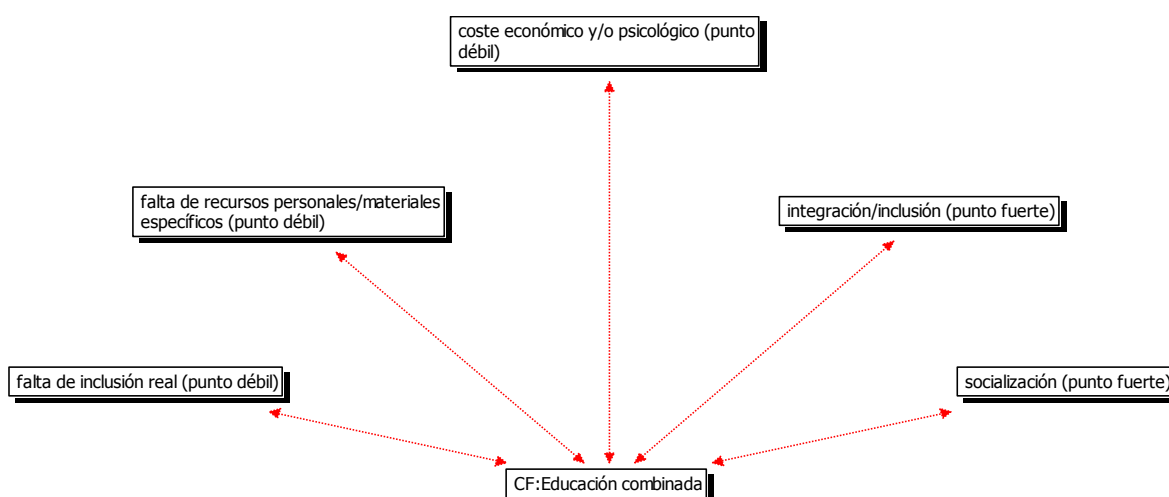 coste económico y/o psicológico (punto
débil)
falta de recursos personales/materiales
específicos (punto débil)
integración/inclusión (punto fuerte)
falta de inclusión real (punto débil)
socialización (punto fuerte)
CF:Educación combinada